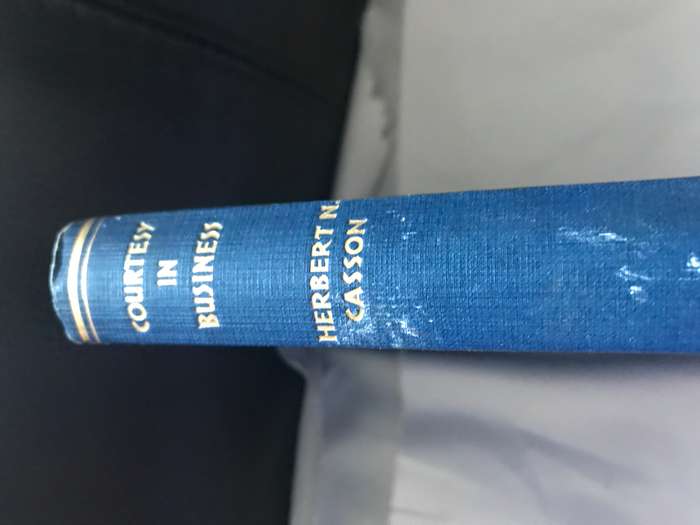 COURTESY
IN
BUSINESS
HERBERT N.
CASSON